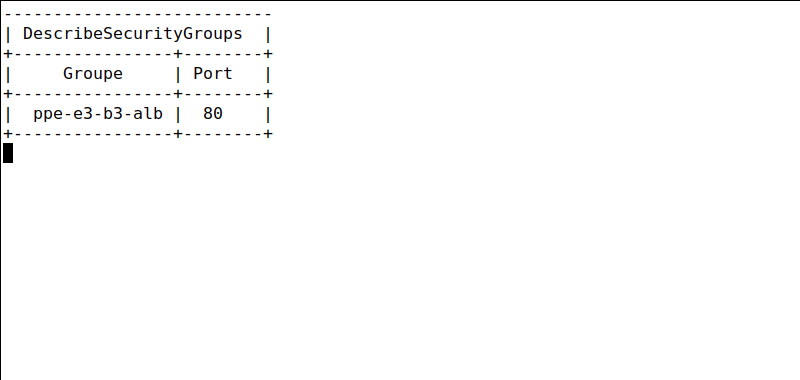 ---------------------------
| DescribeSecurityGroups  |
+----------------+--------+
|     Groupe     | Port   |
+----------------+--------+
|  ppe-e3-b3-alb |  80    |
+----------------+--------+